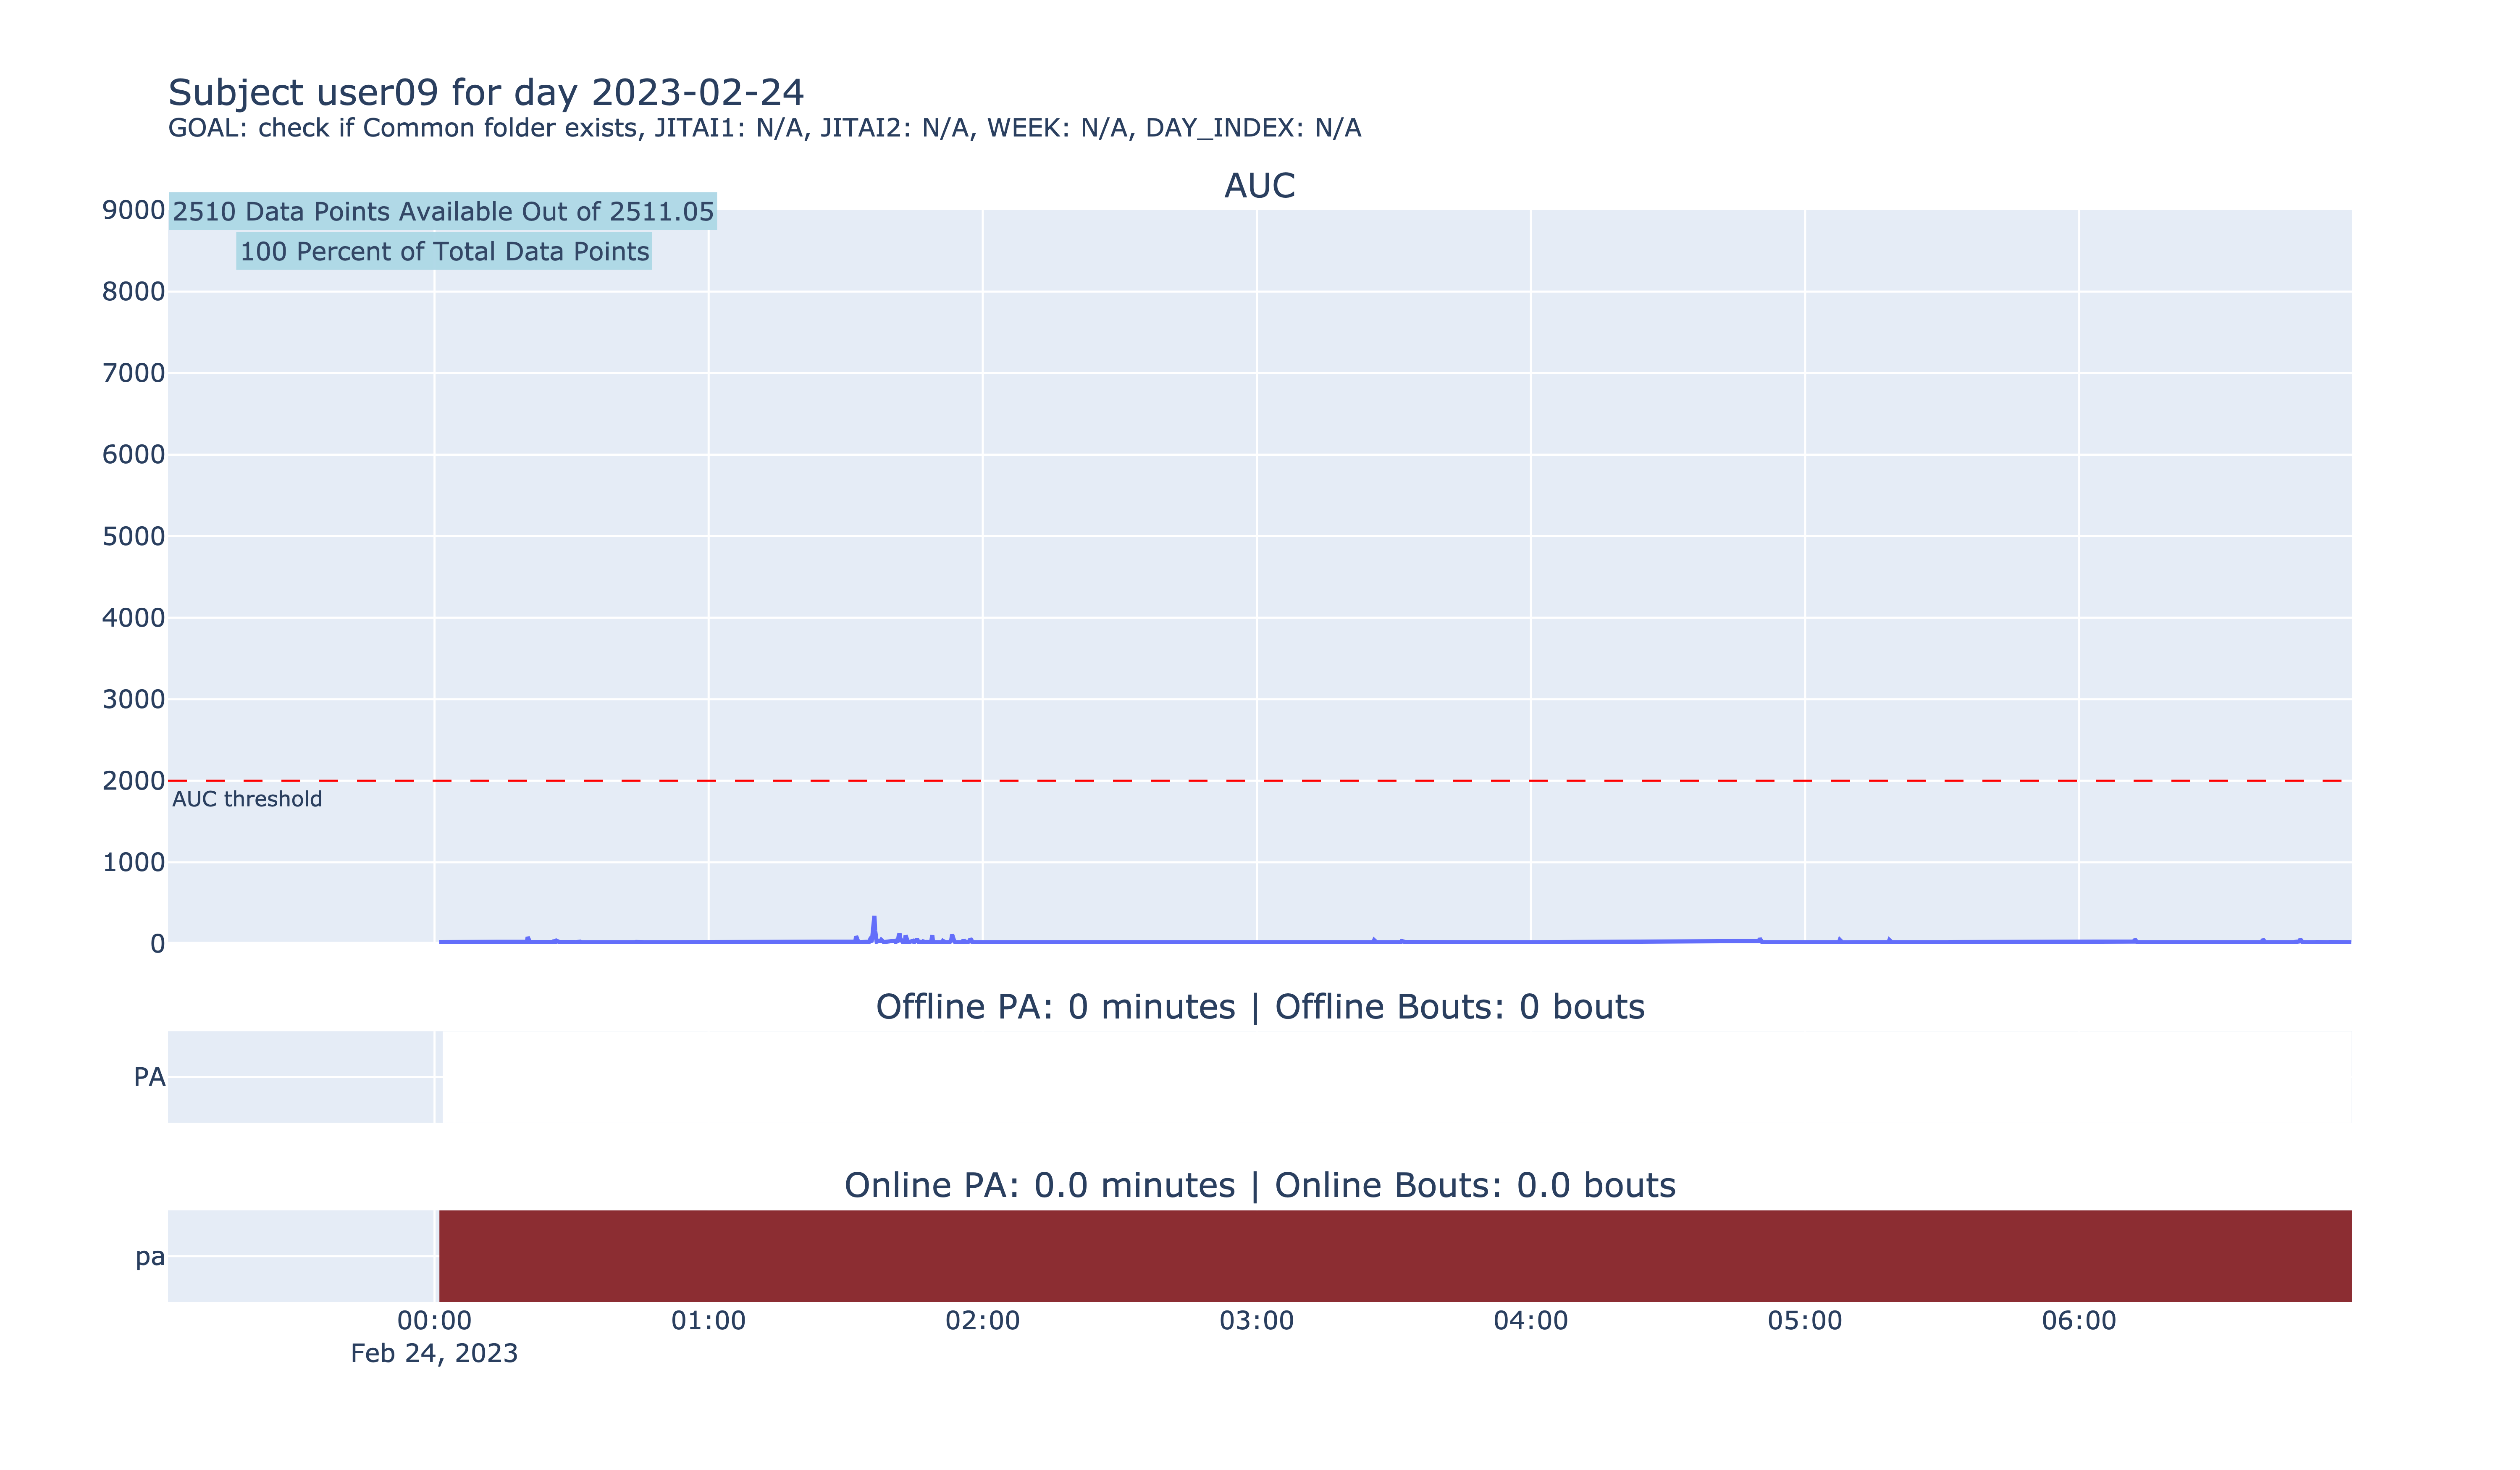 Subject user09 for day 2023-02-24
GOAL: check if Common folder exists, JITAI1: N/A, JITAI2: N/A, WEEK: N/A, DAY_INDEX: N/A
AUC
2510 Data Points Available Out of 2511.05
100 Percent of Total Data Points
9000
8000
7000
6000
5000
4000
3000
2000
AUC threshold
1000
0
Offline PA: 0 minutes | Offline Bouts: 0 bouts
PA
Online PA: 0.0 minutes | Online Bouts: 0.0 bouts
pa
00:00 01:00 02:00 03:00 04:00 05:00 06:00
Feb 24, 2023